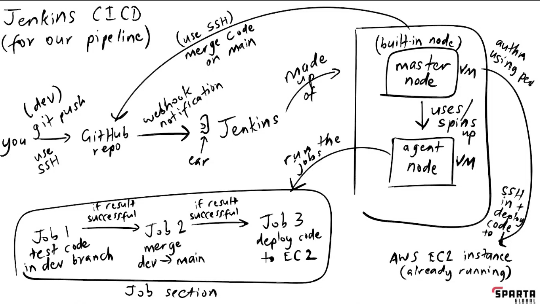 Jenkins CICD
(for our pipeline)
(use SSH)
merge code
on main
(built-in node)
master
node
VM
auth
using pem
made
up
of
(dev)
git push
you
use
SSH
GitHub
repo
webhook
notification
ear
Jenkins
uses/
spins
up
agent
node
VM
run the
jobs
SSH
in +
deploy
code
to
AWS EC2 instance
(already running)
Job 1
test code
in dev branch
if result
successful
Job 2
merge
dev → main
if result
successful
Job 3
deploy code
to EC2
Job section
SPARTA
GLOBAL